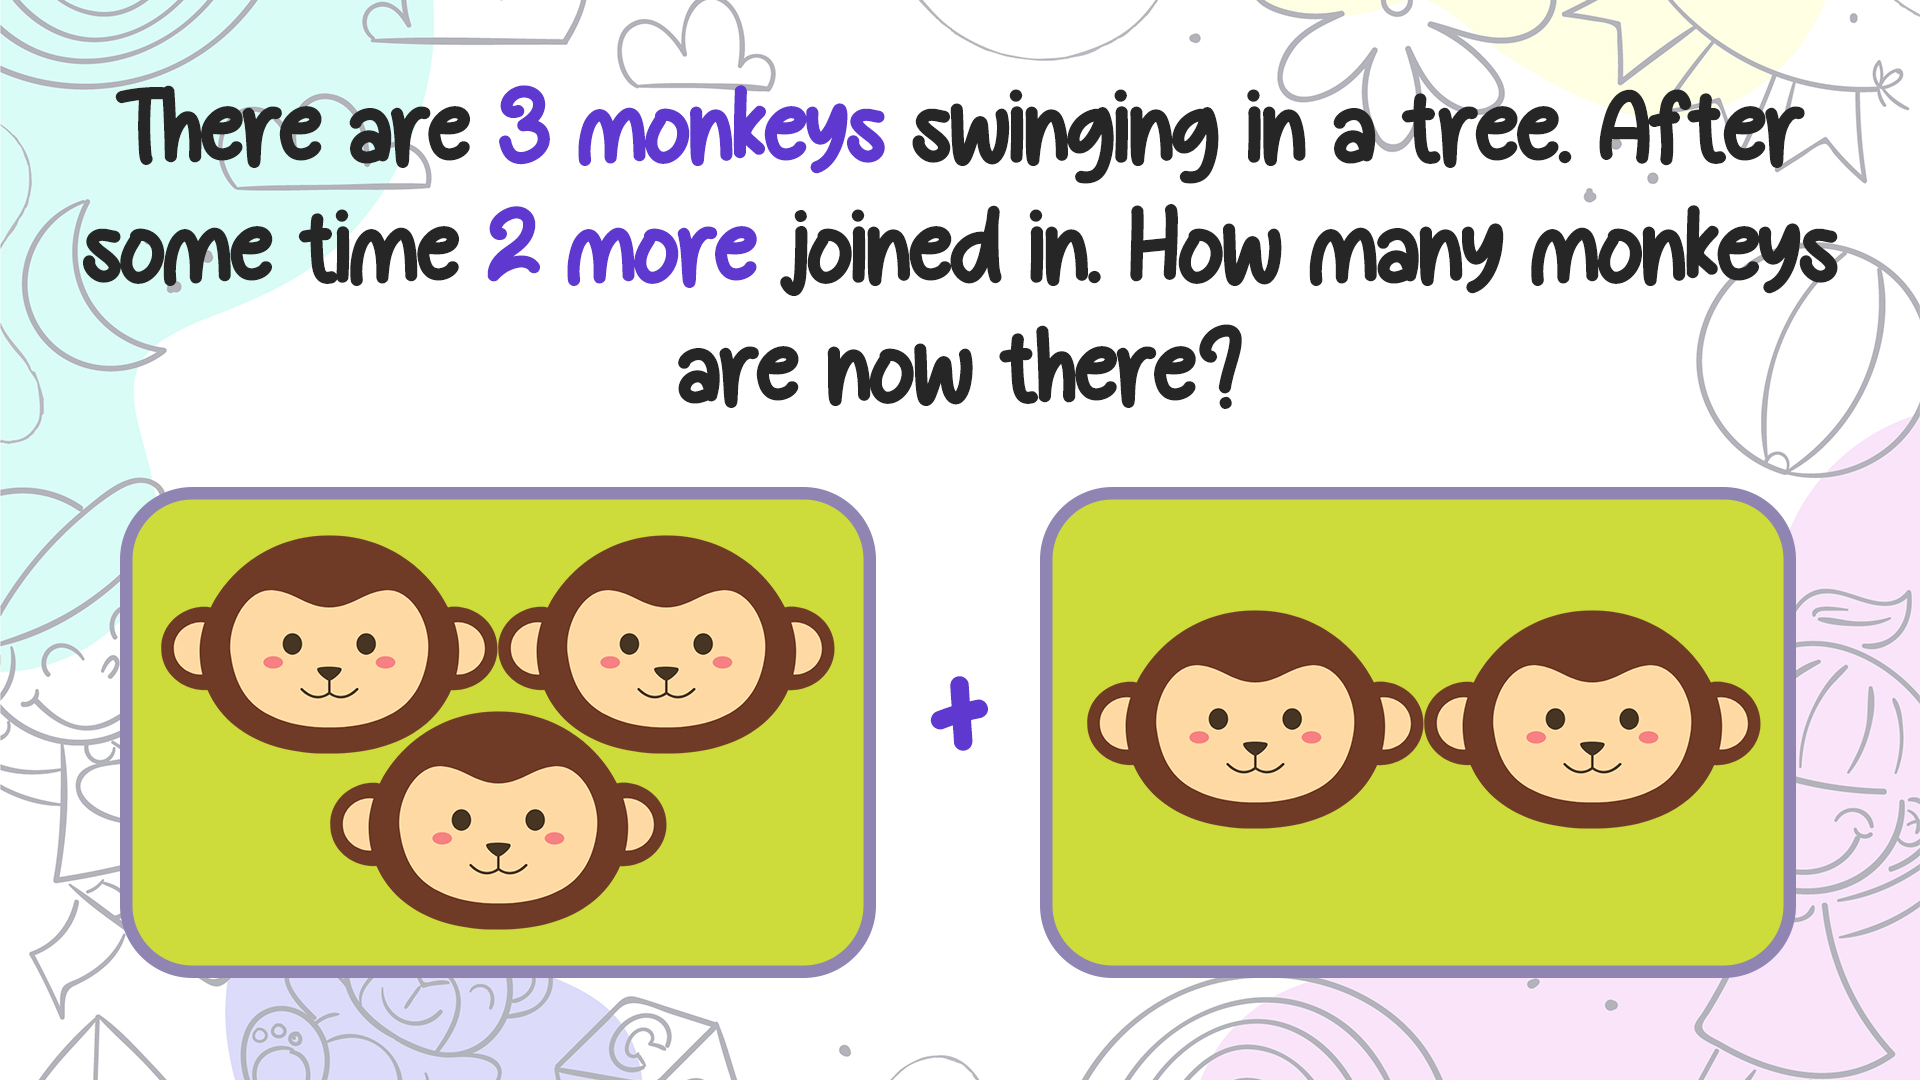 There are 3 monkeys swinging in a tree. After
some time 2 more joined in. How many monkeys
are now there?
+